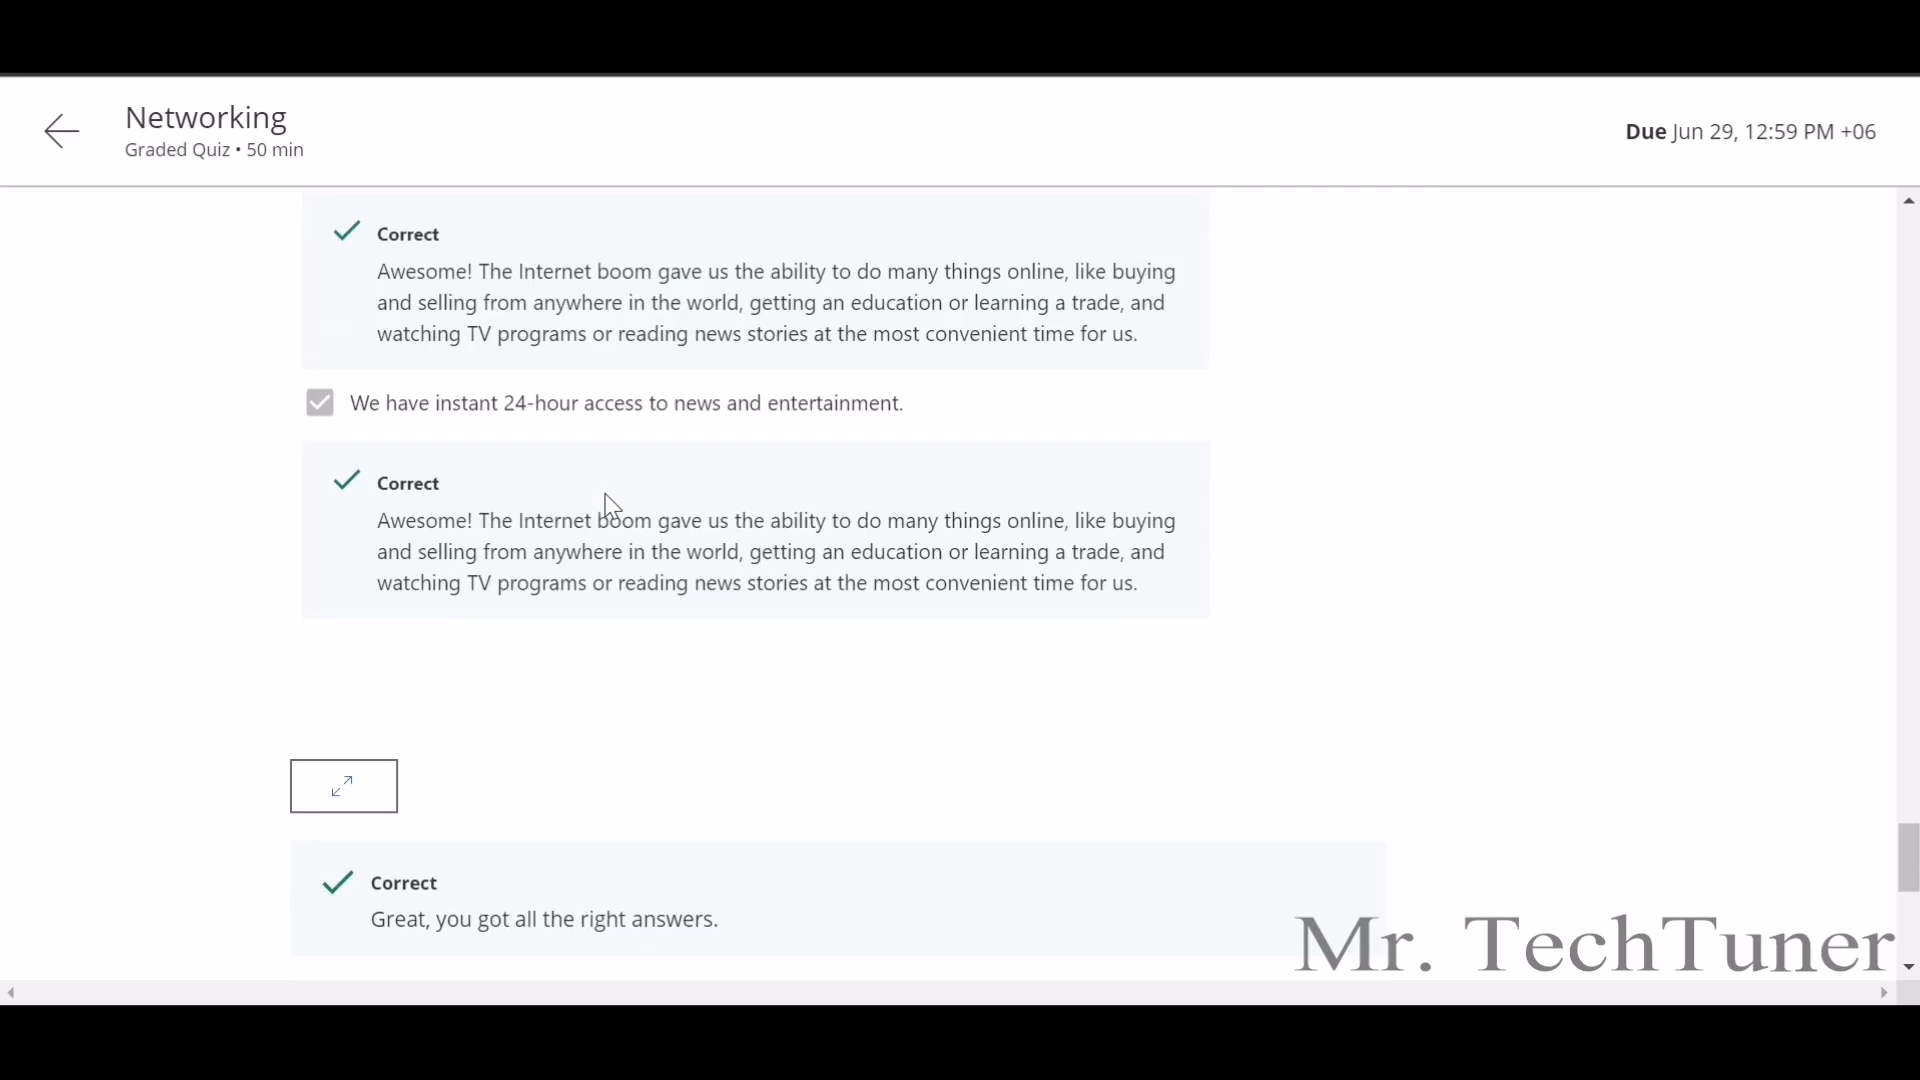 Networking
Graded Quiz • 50 min
Due Jun 29, 12:59 PM +06
Correct
Awesome! The Internet boom gave us the ability to do many things online, like buying
and selling from anywhere in the world, getting an education or learning a trade, and
watching TV programs or reading news stories at the most convenient time for us.
We have instant 24-hour access to news and entertainment.
Correct
Awesome! The Internet boom gave us the ability to do many things online, like buying
and selling from anywhere in the world, getting an education or learning a trade, and
watching TV programs or reading news stories at the most convenient time for us.
Correct
Great, you got all the right answers.
Mr. TechTuner